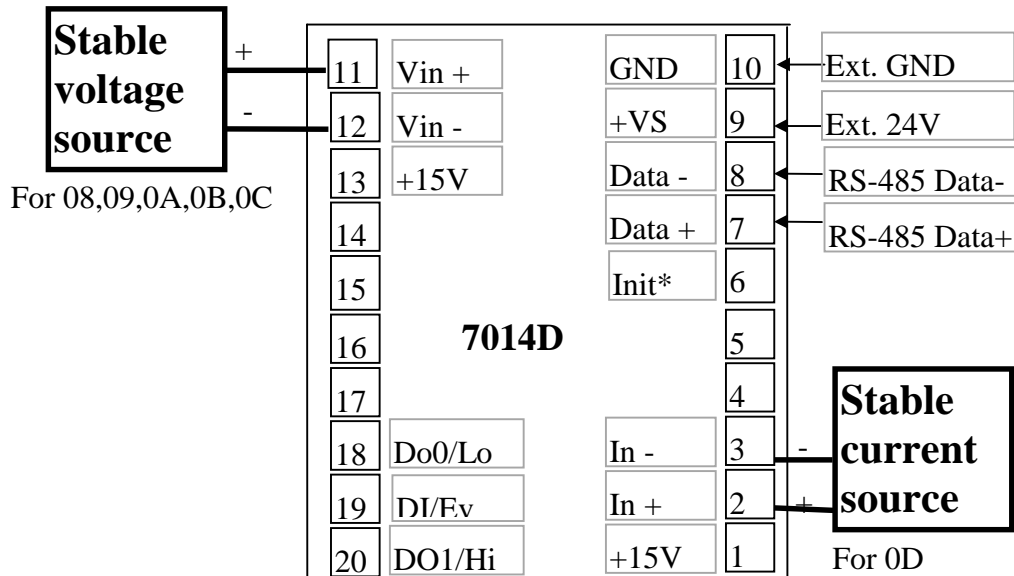 Stable
voltage
source
+
-
For 08,09,0A,0B,0C
11 Vin +
12 Vin -
13 +15V
14
15
16
17
18 Do0/Lo
19 DI/Ev
20 DO1/Hi
7014D
GND 10 Ext. GND
+VS 9 Ext. 24V
Data - 8 RS-485 Data-
Data + 7 RS-485 Data+
Init* 6
5
4
In - 3 -
In + 2 +
+15V 1
Stable
current
source
For 0D